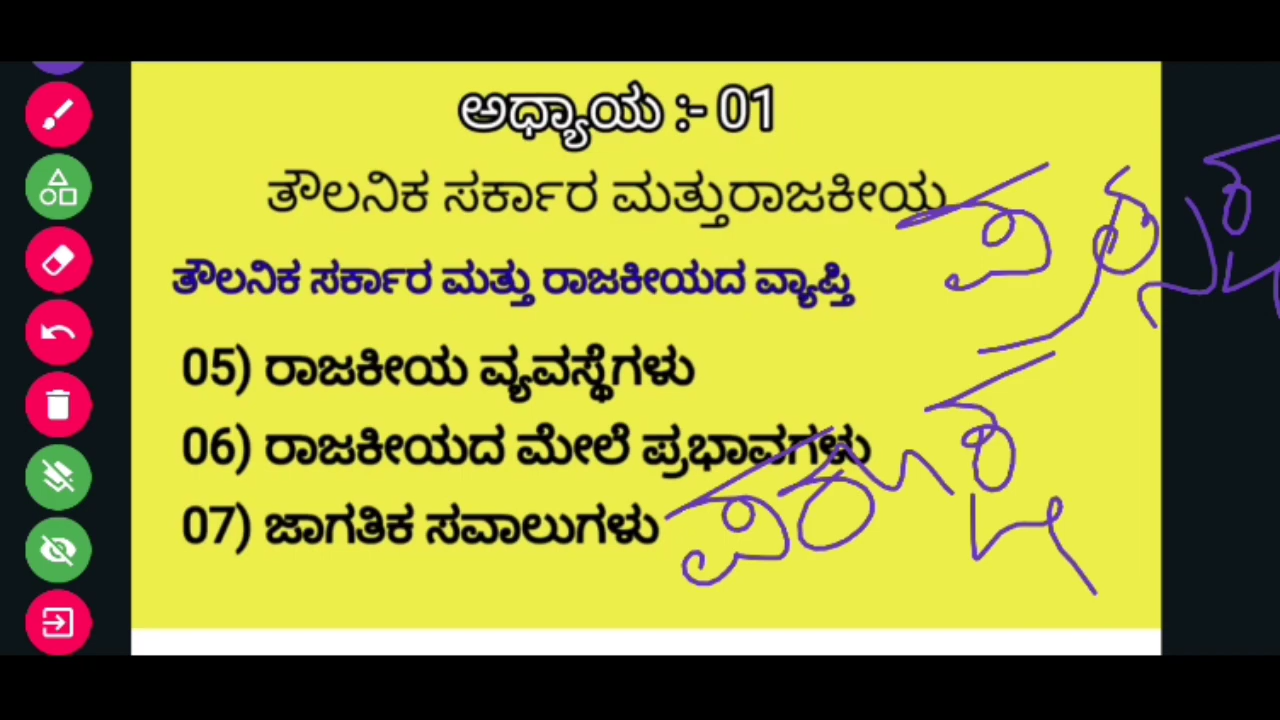 ಅಧ್ಯಾಯ :- 01
ತೌಲನಿಕ ಸರ್ಕಾರ ಮತ್ತುರಾಜಕೀಯ
ತೌಲನಿಕ ಸರ್ಕಾರ ಮತ್ತು ರಾಜಕೀಯದ ವ್ಯಾಪ್ತಿ
05) ರಾಜಕೀಯ ವ್ಯವಸ್ಥೆಗಳು
06) ರಾಜಕೀಯದ ಮೇಲೆ ಪ್ರಭಾವಗಳು
07) ಜಾಗತಿಕ ಸವಾಲುಗಳು